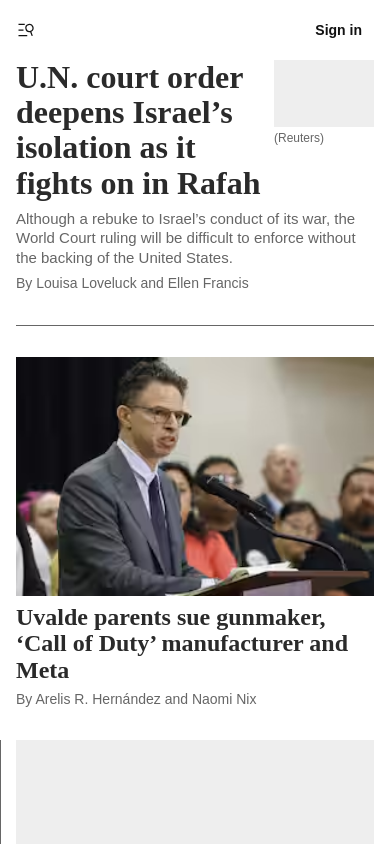 Sign in
U.N. court order
deepens Israel’s
isolation as it
fights on in Rafah
(Reuters)
Although a rebuke to Israel’s conduct of its war, the
World Court ruling will be difficult to enforce without
the backing of the United States.
By Louisa Loveluck and Ellen Francis
Uvalde parents sue gunmaker,
‘Call of Duty’ manufacturer and
Meta
By Arelis R. Hernández and Naomi Nix